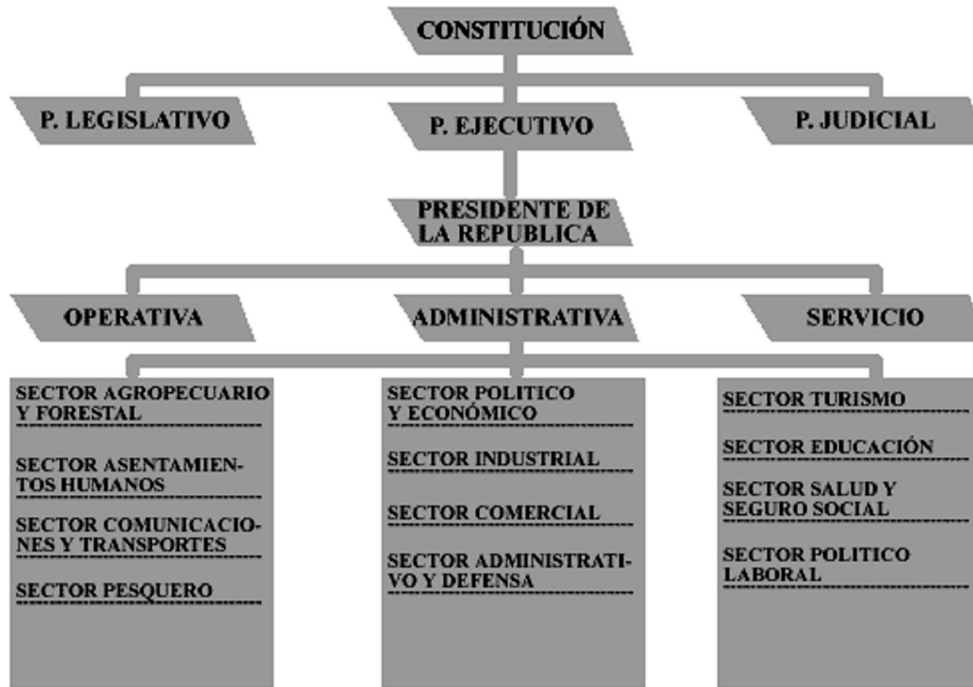 CONSTITUCIÓN
P. LEGISLATIVO
P. EJECUTIVO
P. JUDICIAL
PRESIDENTE DE
LA REPUBLICA
OPERATIVA
ADMINISTRATIVA
SERVICIO
SECTOR AGROPECUARIO
Y FORESTAL
SECTOR ASENTAMIEN-
TOS HUMANOS
SECTOR COMUNICACIO-
NES Y TRANSPORTES
SECTOR PESQUERO
SECTOR POLITICO
Y ECONÓMICO
SECTOR INDUSTRIAL
SECTOR COMERCIAL
SECTOR ADMINISTRATI-
VO Y DEFENSA
SECTOR TURISMO
SECTOR EDUCACIÓN
SECTOR SALUD Y
SEGURO SOCIAL
SECTOR POLITICO
LABORAL